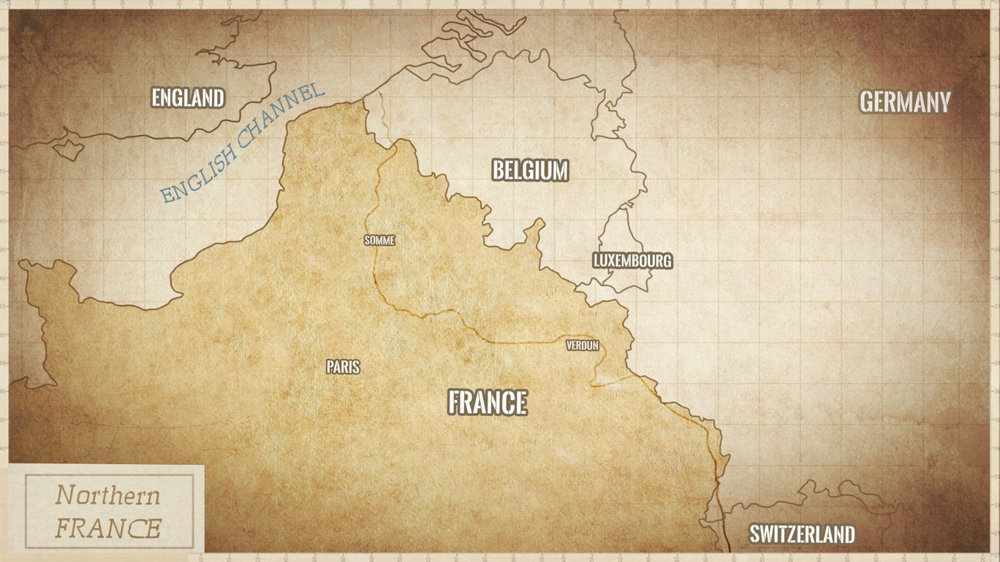 ENGLAND
ENGLISH CHANNEL
GERMANY
BELGIUM
SOMME
LUXEMBOURG
VERDUN
PARIS
FRANCE
Northern
FRANCE
SWITZERLAND